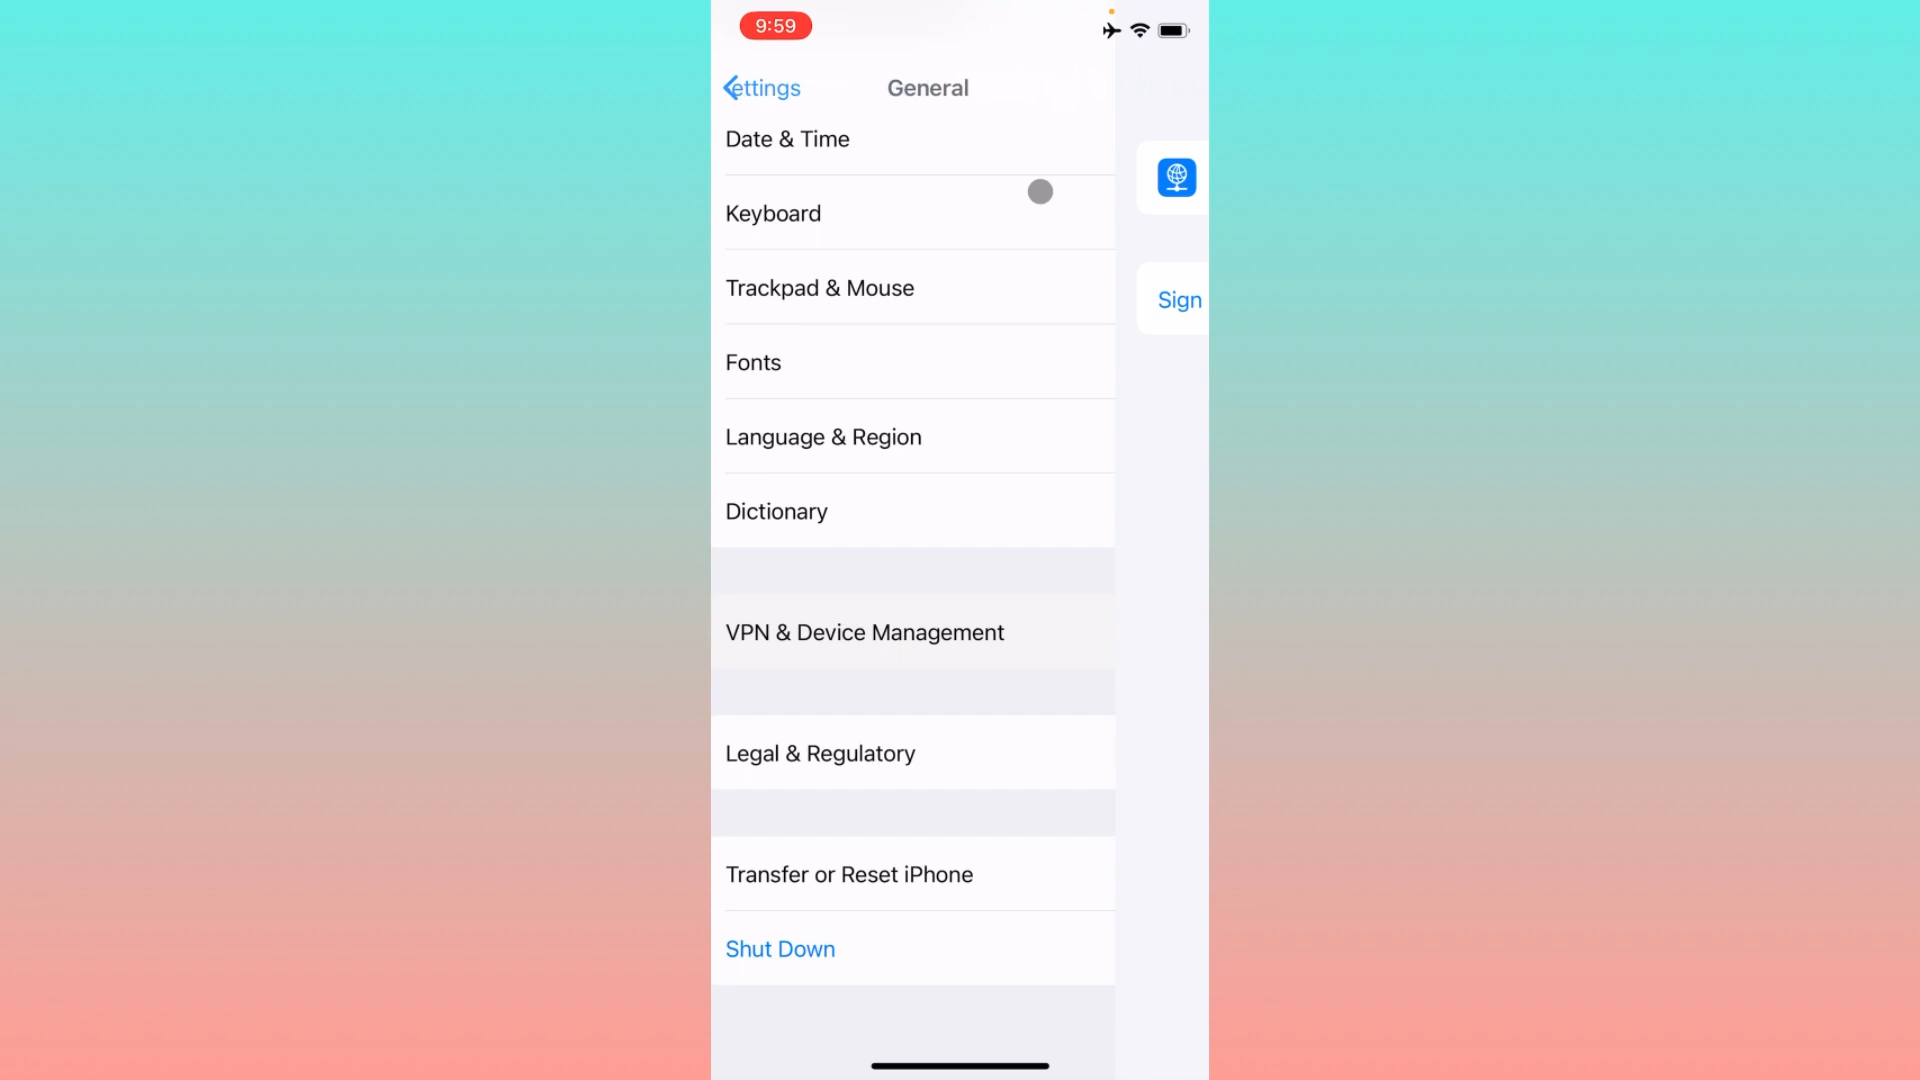 9:59
ettings
General
Date & Time
Keyboard
Trackpad & Mouse
Fonts
Language & Region
Dictionary
VPN & Device Management
Legal & Regulatory
Transfer or Reset iPhone
Shut Down
Sign